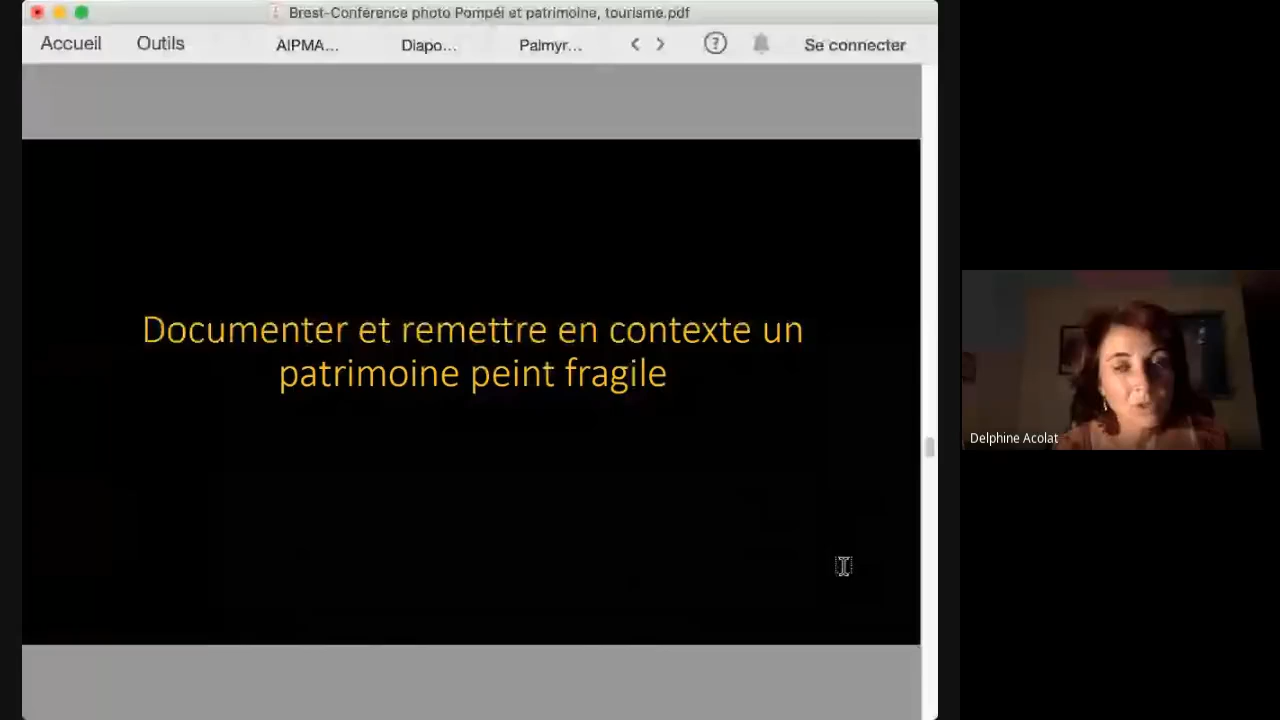 Brest-Conférence photo Pompéi et patrimoine, tourisme.pdf
Accueil
Outils
AIPMA...
Diapo...
Palmyr...
Se connecter
Documenter et remettre en contexte un
patrimoine peint fragile
Delphine Acolat